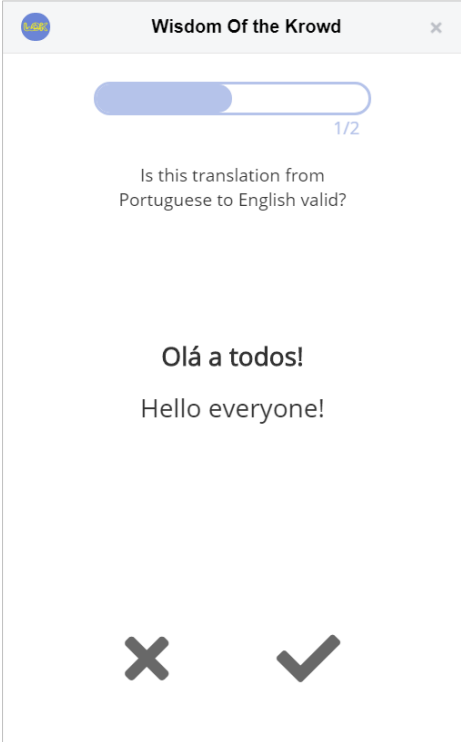 Wisdom Of the Krowd
1/2
Is this translation from
Portuguese to English valid?
Olá a todos!
Hello everyone!